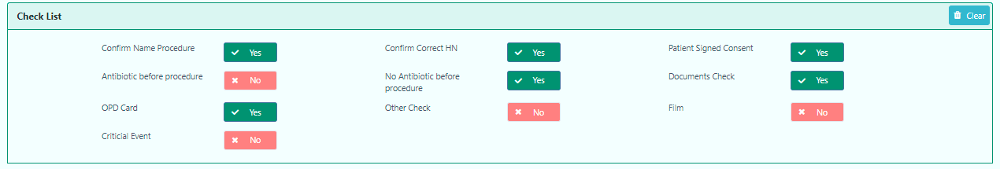 Check List
Clear
Confirm Name Procedure Yes Confirm Correct HN Yes Patient Signed Consent Yes
Antibiotic before procedure No No Antibiotic before Yes Documents Check Yes
procedure
OPD Card Yes Other Check No Film No
Criticial Event No